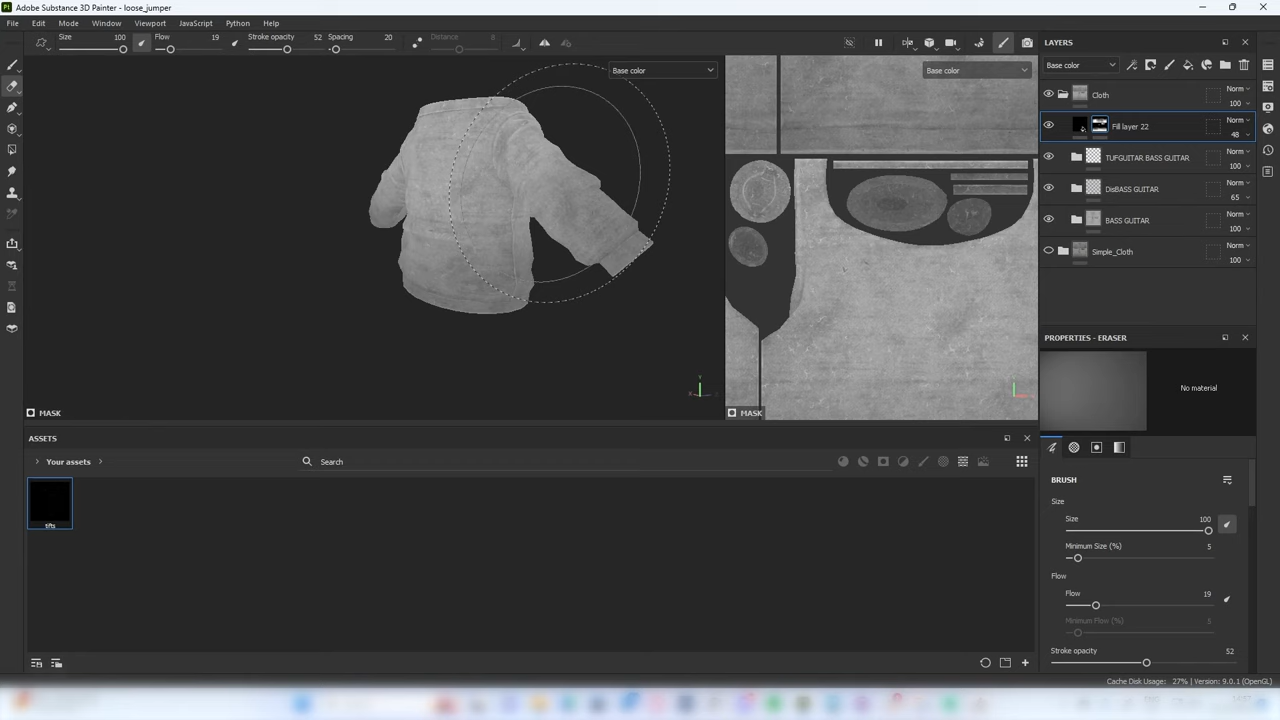 Adobe Substance 3D Painter - loose_jumper
File Edit Mode Window Viewport JavaScript Python Help
Size 100 Flow 19 Stroke opacity 52 Spacing 20 Distance 8
Base color
Base color
MASK
MASK
LAYERS
Base color
Cloth Norm 100
Fill layer 22 Norm 48
TUFGUITAR BASS GUITAR Norm 100
DisBASS GUITAR Norm 65
BASS GUITAR Norm 100
Simple_Cloth Norm 100
PROPERTIES - ERASER
No material
BRUSH
Size
Size 100
Minimum Size (%) 5
Flow
Flow 19
Minimum Flow (%) 5
Stroke opacity 52
ASSETS
Your assets
Search
Cache Disk Usage: 27% | Version: 9.0.1 (OpenGL)